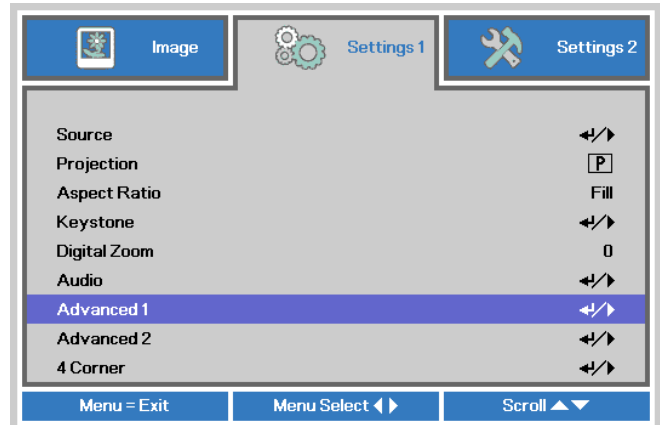 Image Settings 1 Settings 2
Source ↵/▶
Projection P
Aspect Ratio Fill
Keystone ↵/▶
Digital Zoom 0
Audio ↵/▶
Advanced 1 ↵/▶
Advanced 2 ↵/▶
4 Corner ↵/▶
Menu = Exit Menu Select ◀▶ Scroll ▲▼